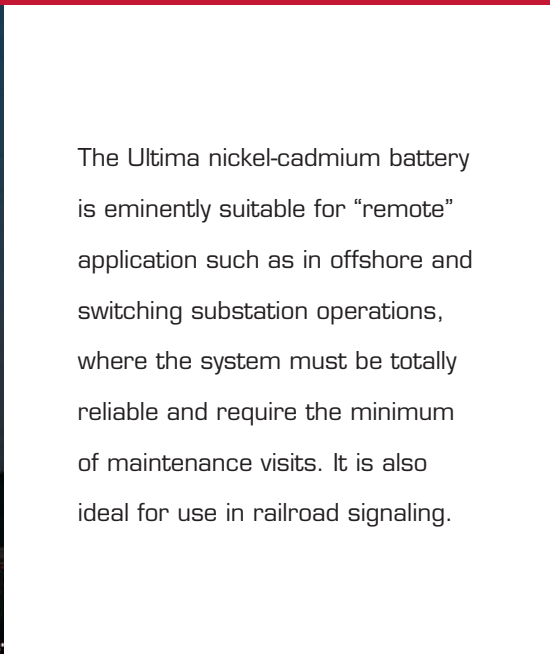 The Ultima nickel-cadmium battery
is eminently suitable for “remote”
application such as in offshore and
switching substation operations,
where the system must be totally
reliable and require the minimum
of maintenance visits. It is also
ideal for use in railroad signaling.